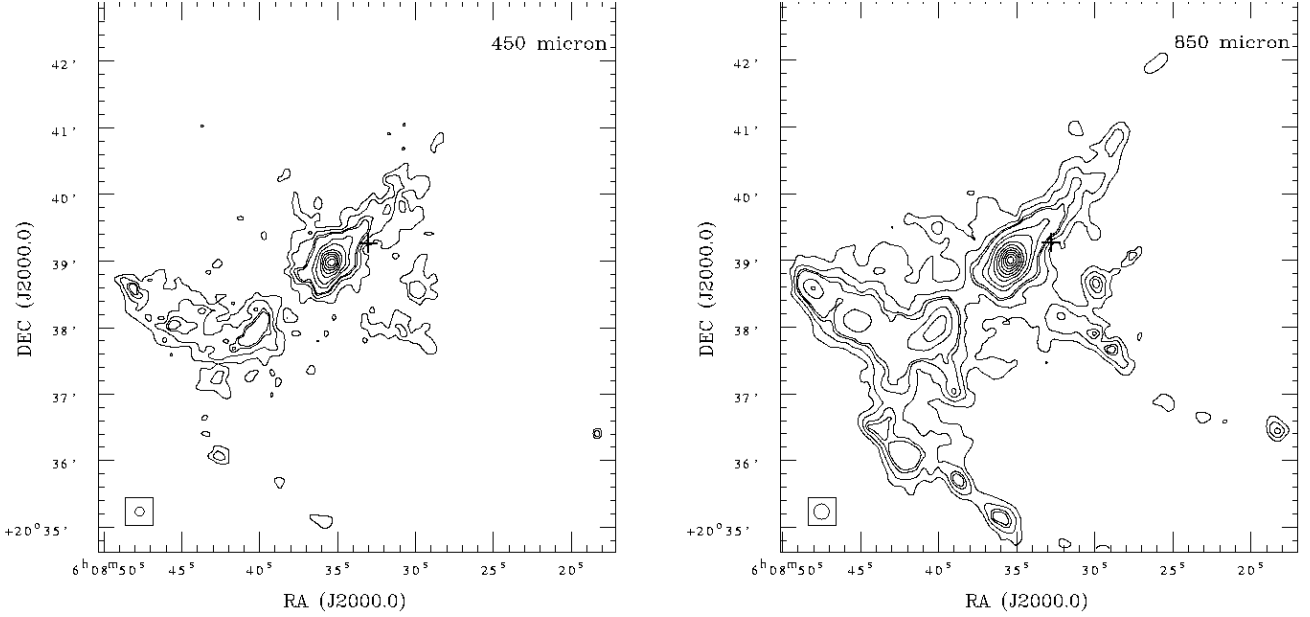 450 micron
42'
41'
40'
39'
38'
37'
36'
+20°35'
DEC (J2000.0)
6h08m50s
45s
40s
35s
30s
25s
20s
RA (J2000.0)
850 micron
42'
41'
40'
39'
38'
37'
36'
+20°35'
DEC (J2000.0)
6h08m50s
45s
40s
35s
30s
25s
20s
RA (J2000.0)